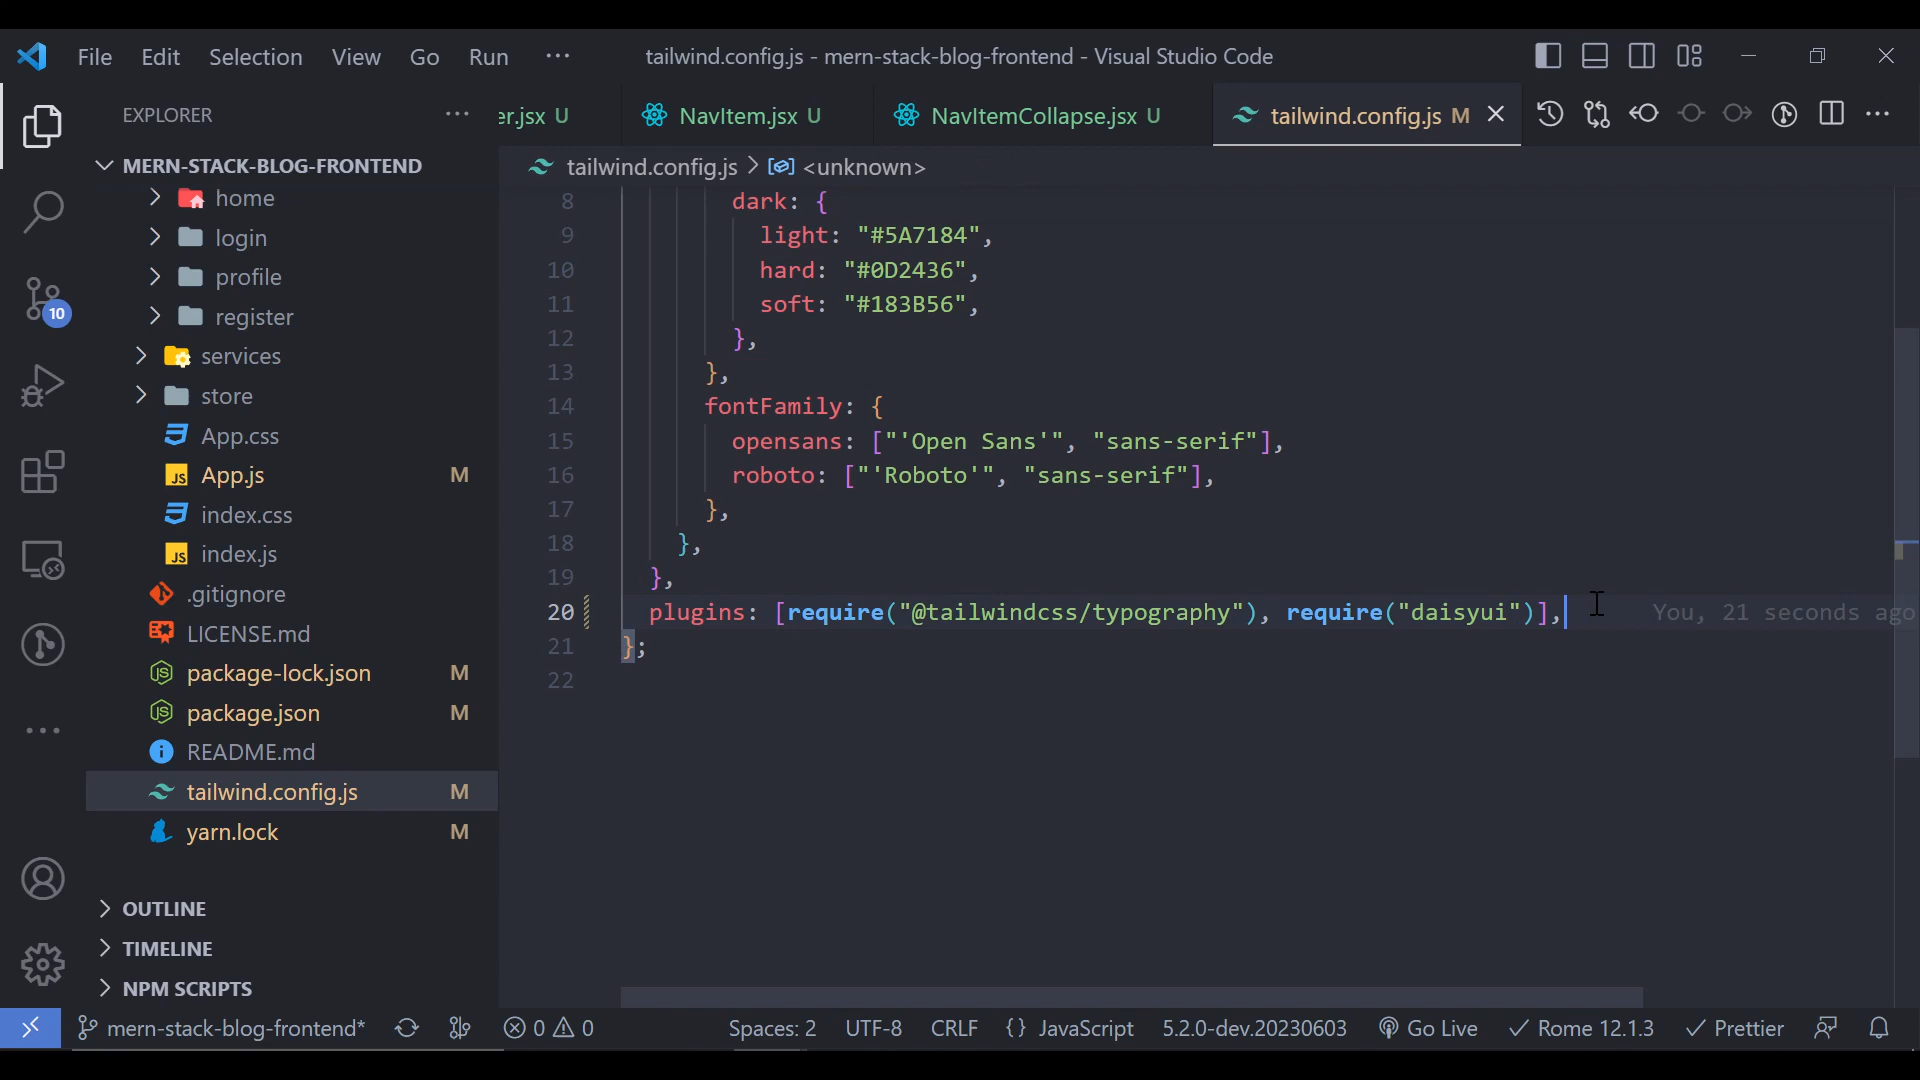 File Edit Selection View Go Run ··· tailwind.config.js - mern-stack-blog-frontend - Visual Studio Code
EXPLORER ···
er.jsx U NavItem.jsx U NavItemCollapse.jsx U tailwind.config.js M
MERN-STACK-BLOG-FRONTEND
home
login
profile
register
services
store
App.css
App.js M
index.css
index.js
.gitignore
LICENSE.md
package-lock.json M
package.json M
README.md
tailwind.config.js M
yarn.lock M
OUTLINE
TIMELINE
NPM SCRIPTS
10
tailwind.config.js > <unknown>
8 dark: {
9 light: "#5A7184",
10 hard: "#0D2436",
11 soft: "#183B56",
12 },
13 },
14 fontFamily: {
15 opensans: ["'Open Sans'", "sans-serif"],
16 roboto: ["'Roboto'", "sans-serif"],
17 },
18 },
19 },
20 plugins: [require("@tailwindcss/typography"), require("daisyui")], You, 21 seconds ago
21 };
22
mern-stack-blog-frontend* 0 0 Spaces: 2 UTF-8 CRLF {} JavaScript 5.2.0-dev.20230603 Go Live Rome 12.1.3 Prettier